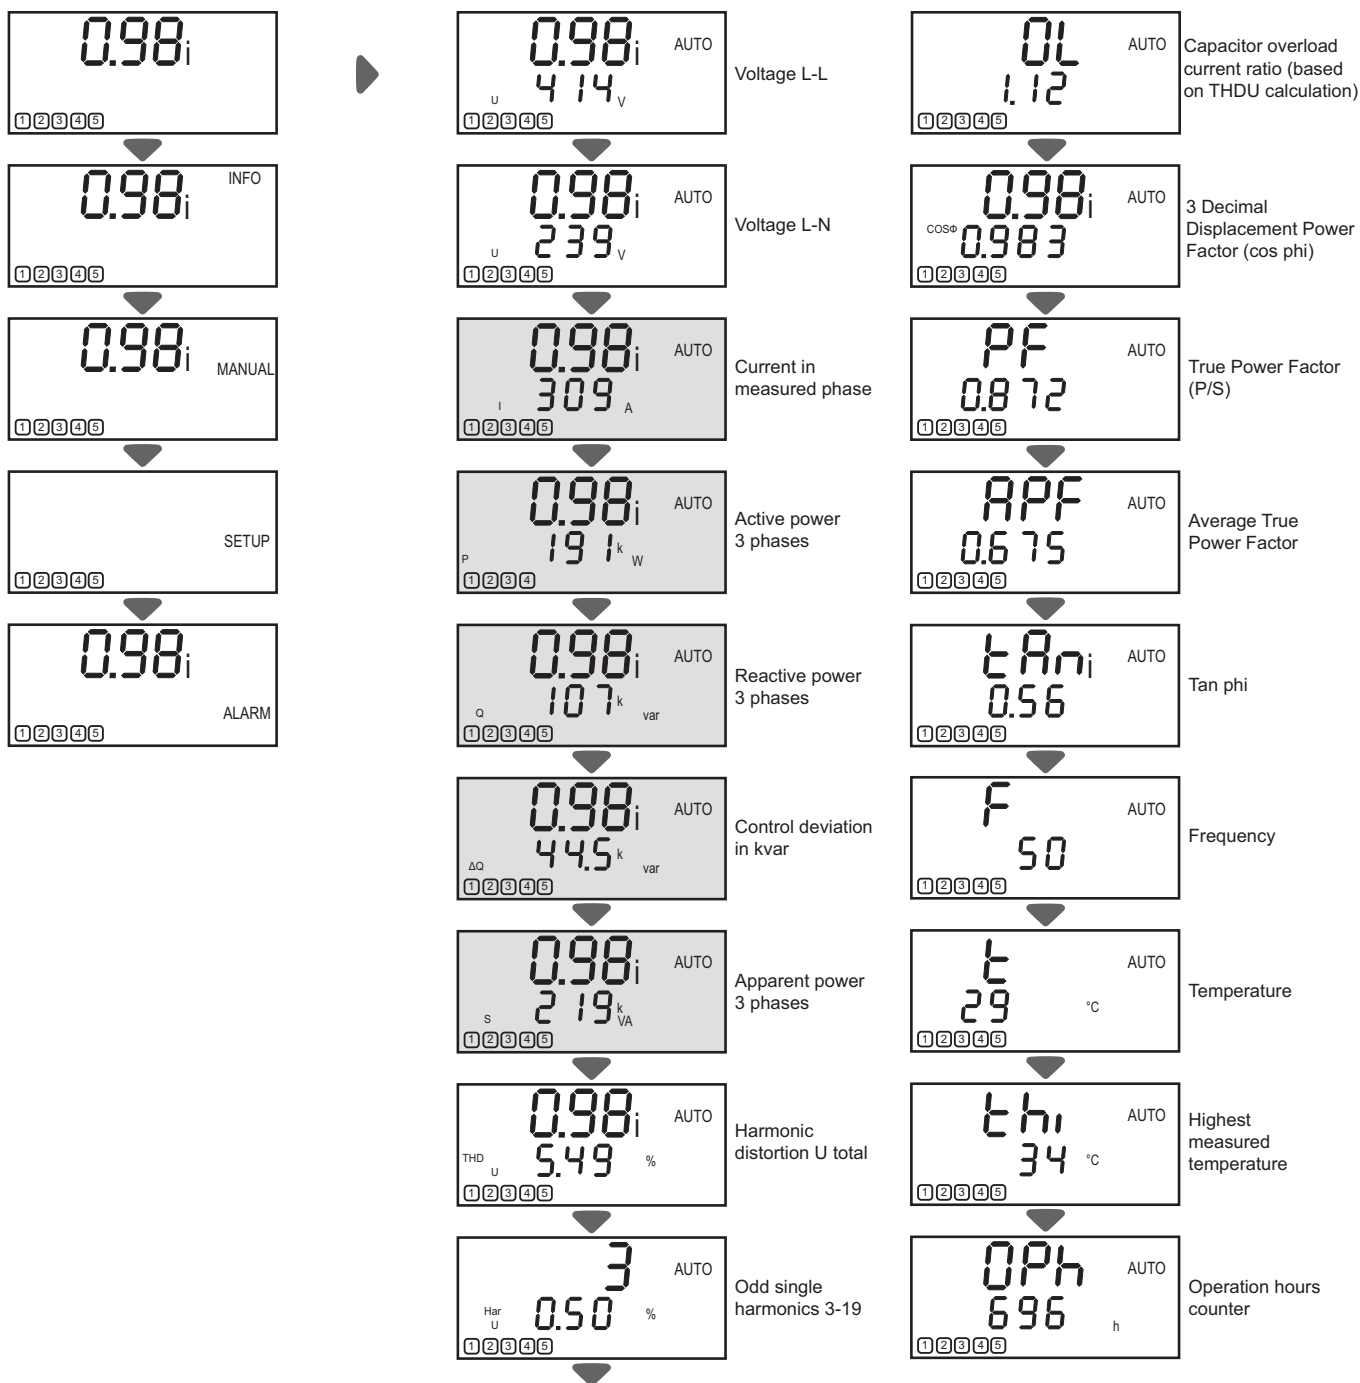 0.98i
1 2 3 4 5
0.98i
INFO
1 2 3 4 5
0.98i
MANUAL
1 2 3 4 5
SETUP
1 2 3 4 5
0.98i
ALARM
1 2 3 4 5
0.98i
AUTO
U 414 V
1 2 3 4 5
Voltage L-L
0.98i
AUTO
U 239 V
1 2 3 4 5
Voltage L-N
0.98i
AUTO
I 309 A
1 2 3 4 5
Current in
measured phase
0.98i
AUTO
P 191 k W
1 2 3 4
Active power
3 phases
0.98i
AUTO
Q 107 k var
1 2 3 4 5
Reactive power
3 phases
0.98i
AUTO
ΔQ 44.5 k var
1 2 3 4 5
Control deviation
in kvar
0.98i
AUTO
S 219 k VA
1 2 3 4 5
Apparent power
3 phases
0.98i
AUTO
THD U 5.49 %
1 2 3 4 5
Harmonic
distortion U total
3
AUTO
Har U 0.50 %
1 2 3 4 5
Odd single
harmonics 3-19
OL
AUTO
1.12
1 2 3 4 5
Capacitor overload
current ratio (based
on THDU calculation)
0.98i
AUTO
COSΦ 0.983
1 2 3 4 5
3 Decimal
Displacement Power
Factor (cos phi)
PF
AUTO
0.872
1 2 3 4 5
True Power Factor
(P/S)
APF
AUTO
0.675
1 2 3 4 5
Average True
Power Factor
tAni
AUTO
0.56
1 2 3 4 5
Tan phi
F
AUTO
50
1 2 3 4 5
Frequency
t
AUTO
29 °C
1 2 3 4 5
Temperature
thi
AUTO
34 °C
1 2 3 4 5
Highest
measured
temperature
OPh
AUTO
696 h
1 2 3 4 5
Operation hours
counter